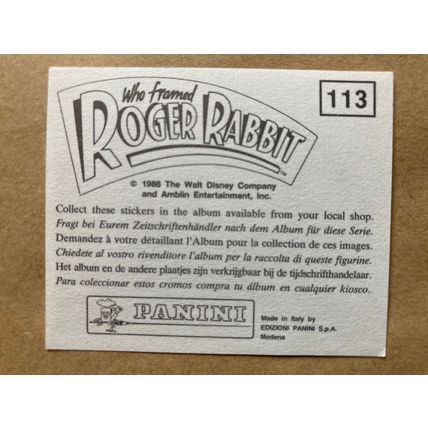 Who Framed
ROGER RABBIT™
113
© 1988 The Walt Disney Company
and Amblin Entertainment, Inc.
Collect these stickers in the album available from your local shop.
Fragt bei Eurem Zeitschriftenhändler nach dem Album für diese Serie.
Demandez à votre détaillant l'Album pour la collection de ces images.
Chiedete al vostro rivenditore l'album per la raccolta di queste figurine.
Het album en de andere plaatjes zijn verkrijgbaar bij de tijdschrifthandelaar.
Para coleccionar estos cromos compra tu álbum en cualquier kiosco.
PANINI
Made in Italy by
EDIZIONI PANINI S.p.A.
Modena